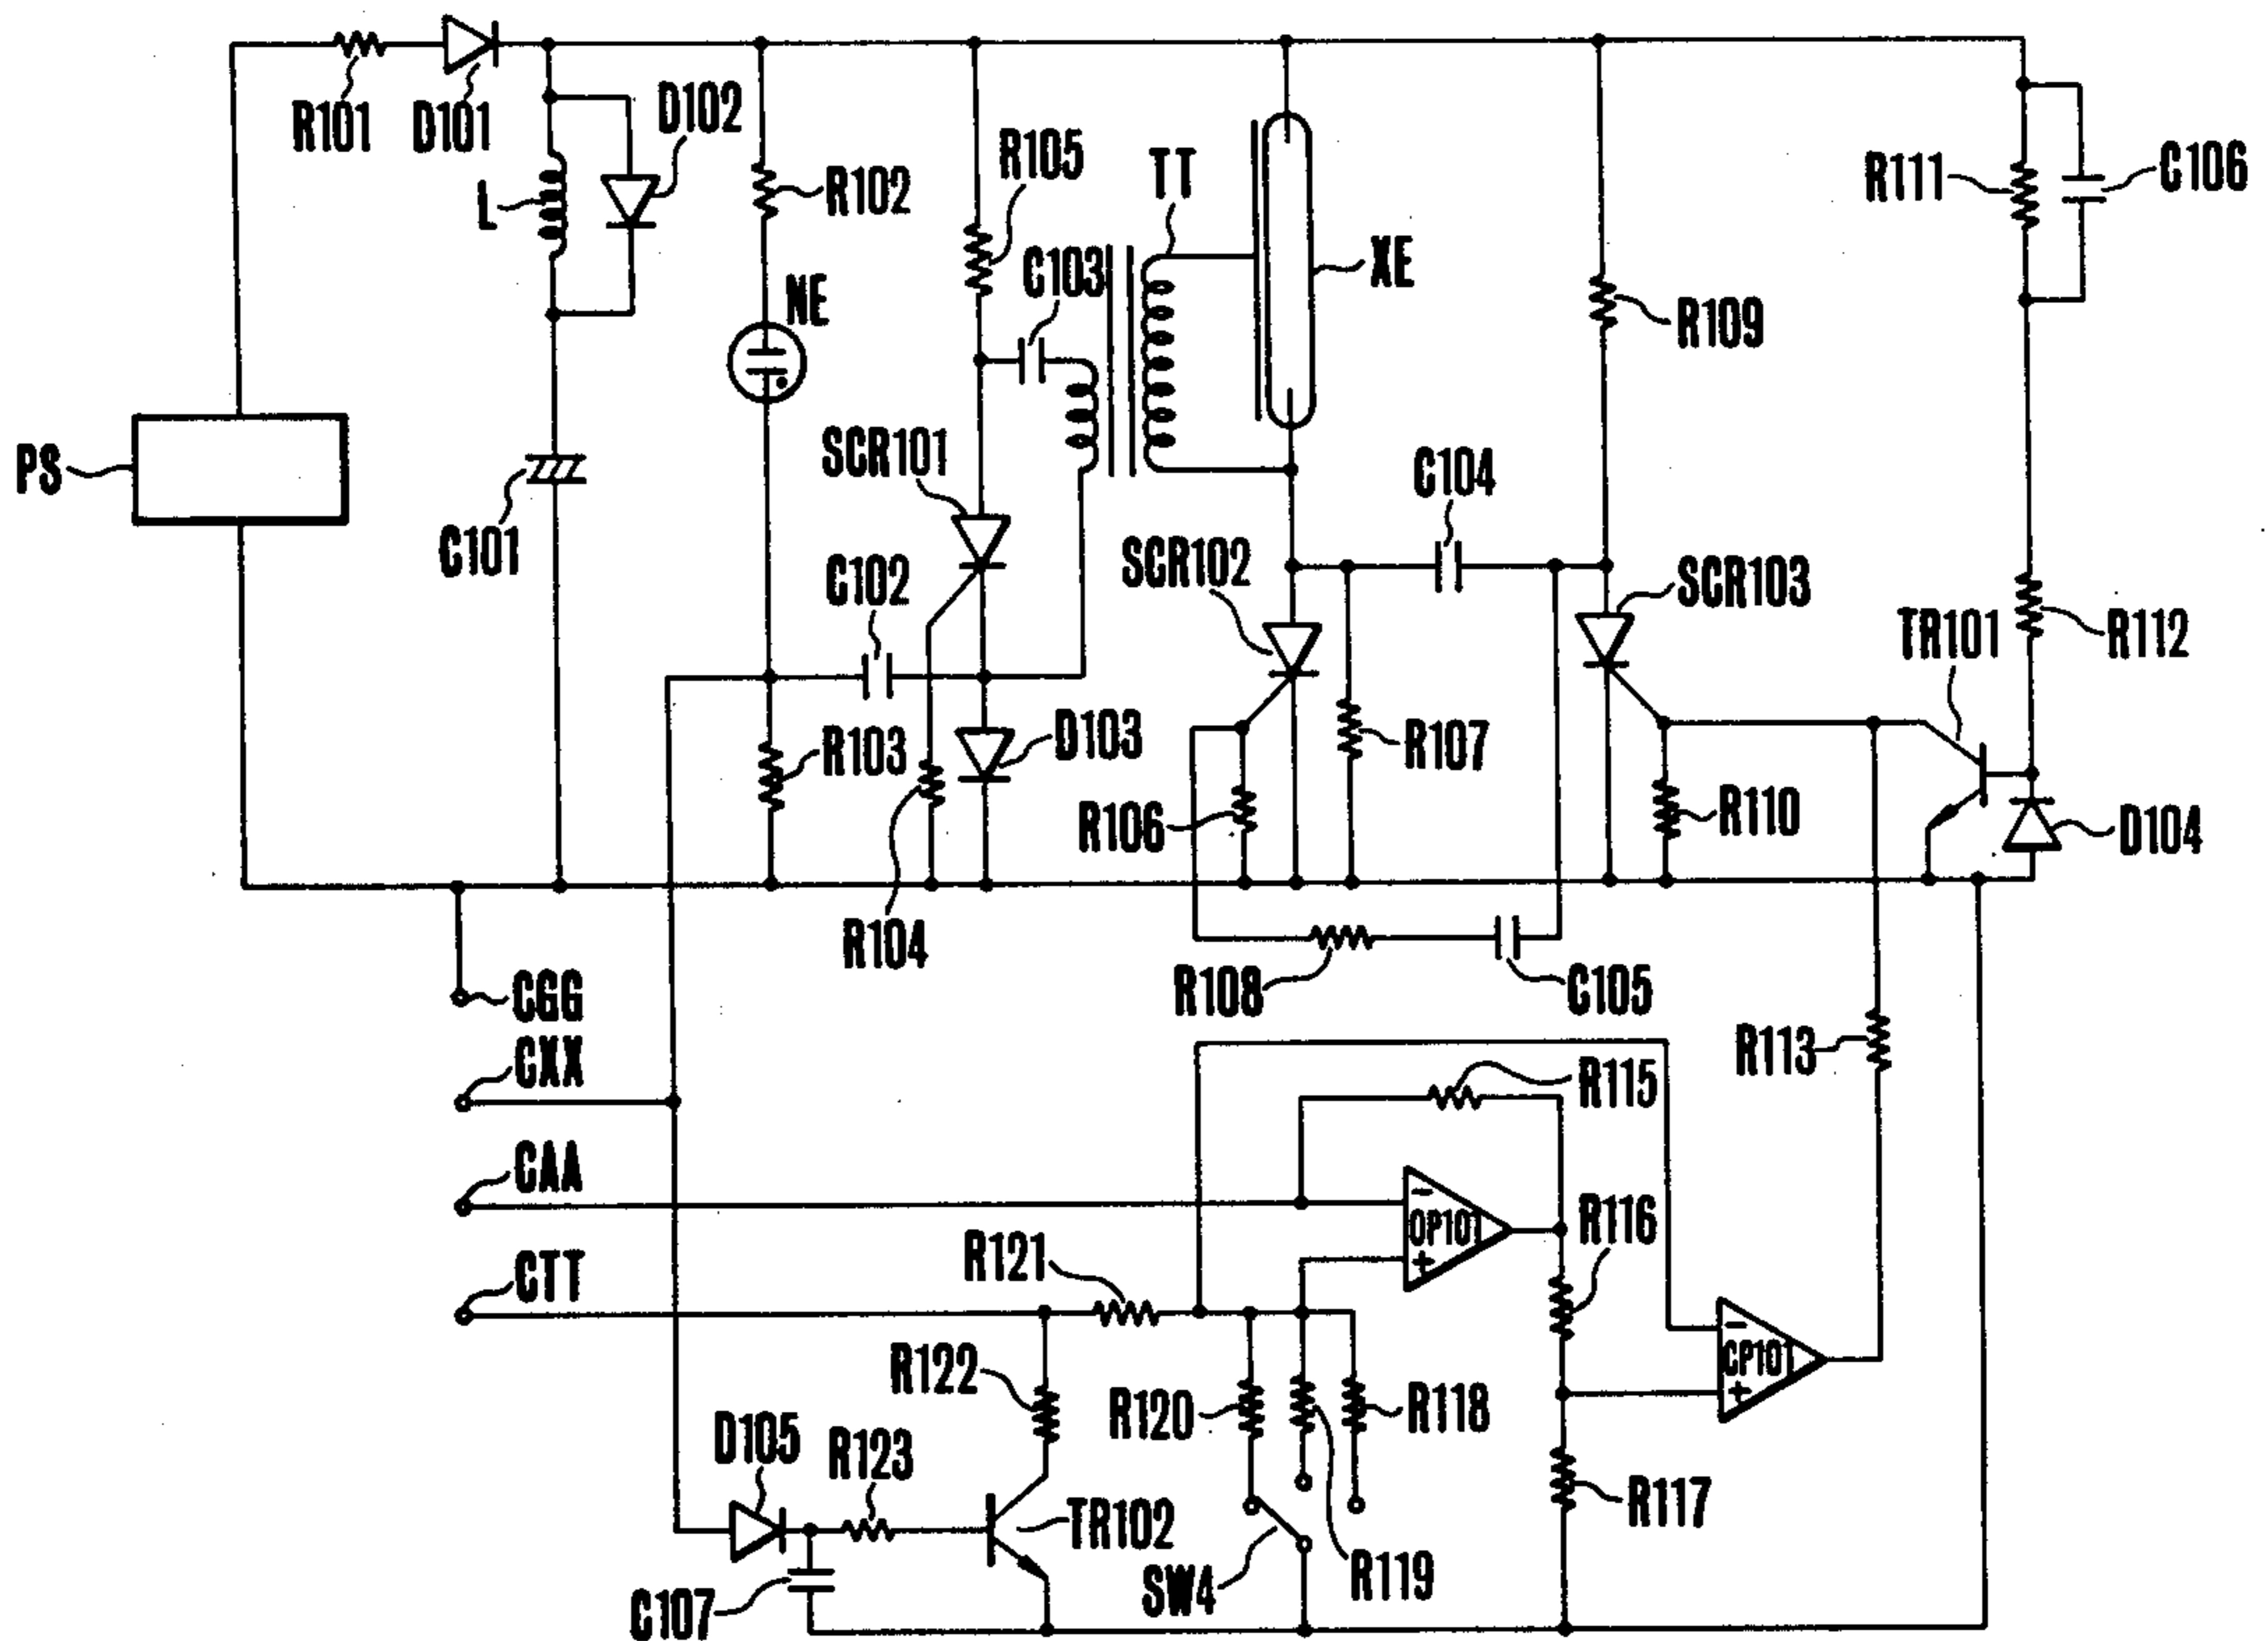 R101
D101
D102
L
R102
R105
TT
C103
XE
R111
C106
NE
R109
PS
SCR101
C101
C104
SCR102
C102
SCR103
TR101
R112
R103
D103
R107
R106
R110
D104
R104
CGG
R108
C105
CXX
R113
R115
CAA
-
OP101
+
R116
CTT
R121
R122
-
CP101
+
R120
R118
D105
R123
R117
TR102
SW4
R119
C107